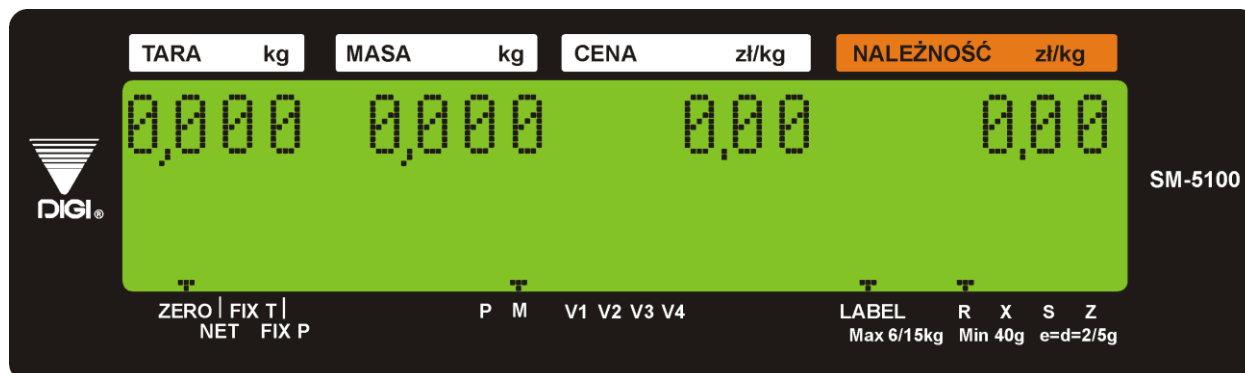 TARA kg MASA kg CENA zł/kg NALEŻNOŚĆ zł/kg
0,000 0,000 0,00 0,00
DIGI®
SM-5100
ZERO FIX T P M V1 V2 V3 V4 LABEL R X S Z
NET FIX P Max 6/15kg Min 40g e=d=2/5g